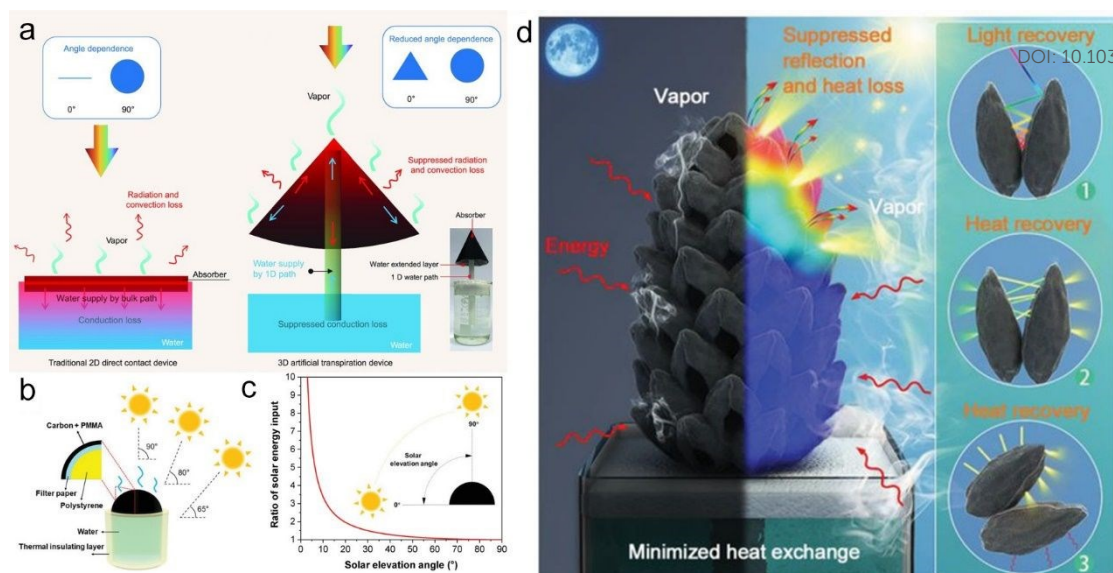 a
Angle dependence
0°
90°
Radiation and
convection loss
Vapor
Absorber
Water supply by bulk path
Conduction loss
Water
Traditional 2D direct contact device
Reduced angle dependence
0°
90°
Vapor
Suppressed radiation
and convection loss
Water supply
by 1D path
Suppressed conduction loss
3D artificial transpiration device
Absorber
Water extended layer
1 D water path
b
Carbon + PMMA
Filter paper
Polystyrene
90°
80°
65°
Water
Thermal insulating layer
c
Ratio of solar energy input
10
9
8
7
6
5
4
3
2
1
90°
Solar
elevation angle
0°
0 10 20 30 40 50 60 70 80 90
Solar elevation angle (°)
d
Vapor
Energy
Suppressed
reflection
and heat loss
Vapor
Minimized heat exchange
Light recovery
DOI: 10.103
1
Heat recovery
2
Heat recovery
3